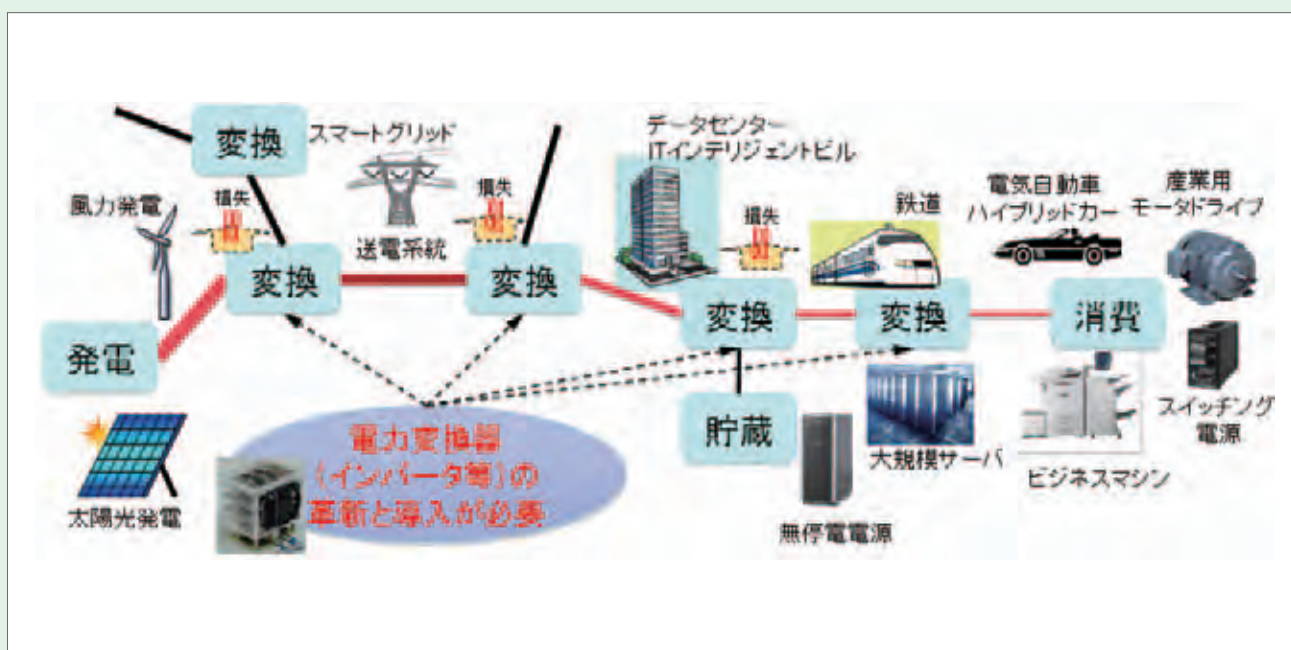 変換
スマートグリッド
データセンター
ITインテリジェントビル
風力発電
損失
損失
損失
鉄道
電気自動車
ハイブリッドカー
産業用
モータドライブ
送電系統
変換
変換
変換
変換
消費
発電
太陽光発電
電力変換器
(インバータ等)の
革新と導入が必要
貯蔵
無停電電源
大規模サーバ
ビジネスマシン
スイッチング
電源